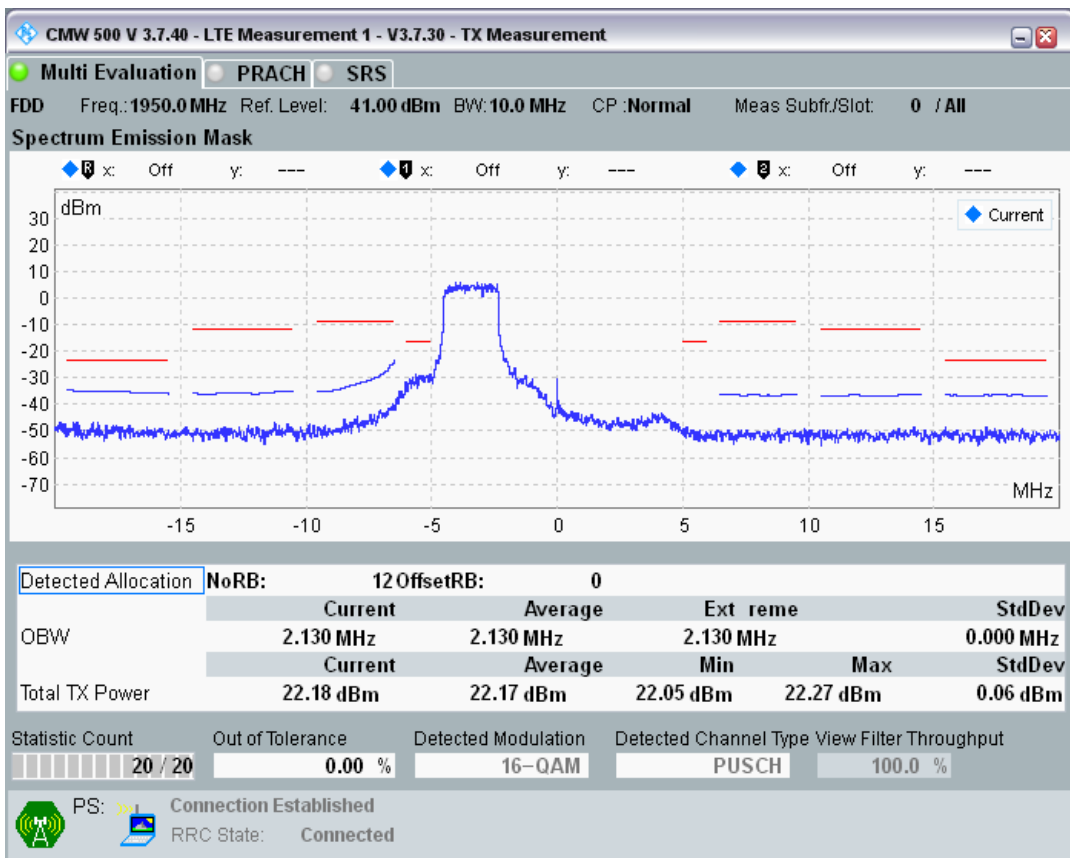 CMW 500 V 3.7.40 - LTE Measurement 1 - V3.7.30 - TX Measurement
Multi Evaluation PRACH SRS
FDD Freq.: 1950.0 MHz Ref. Level: 41.00 dBm BW: 10.0 MHz CP : Normal Meas Subfr./Slot: 0 / All
Spectrum Emission Mask
R x: Off y: --- 1 x: Off y: --- 2 x: Off y: ---
dBm
Current
30
20
10
0
-10
-20
-30
-40
-50
-60
-70
MHz
-15 -10 -5 0 5 10 15
Detected Allocation NoRB: 12 OffsetRB: 0
Current Average Ext reme StdDev
OBW 2.130 MHz 2.130 MHz 2.130 MHz 0.000 MHz
Current Average Min Max StdDev
Total TX Power 22.18 dBm 22.17 dBm 22.05 dBm 22.27 dBm 0.06 dBm
Statistic Count Out of Tolerance Detected Modulation Detected Channel Type View Filter Throughput
20 / 20 0.00 % 16-QAM PUSCH 100.0 %
PS: Connection Established
RRC State: Connected